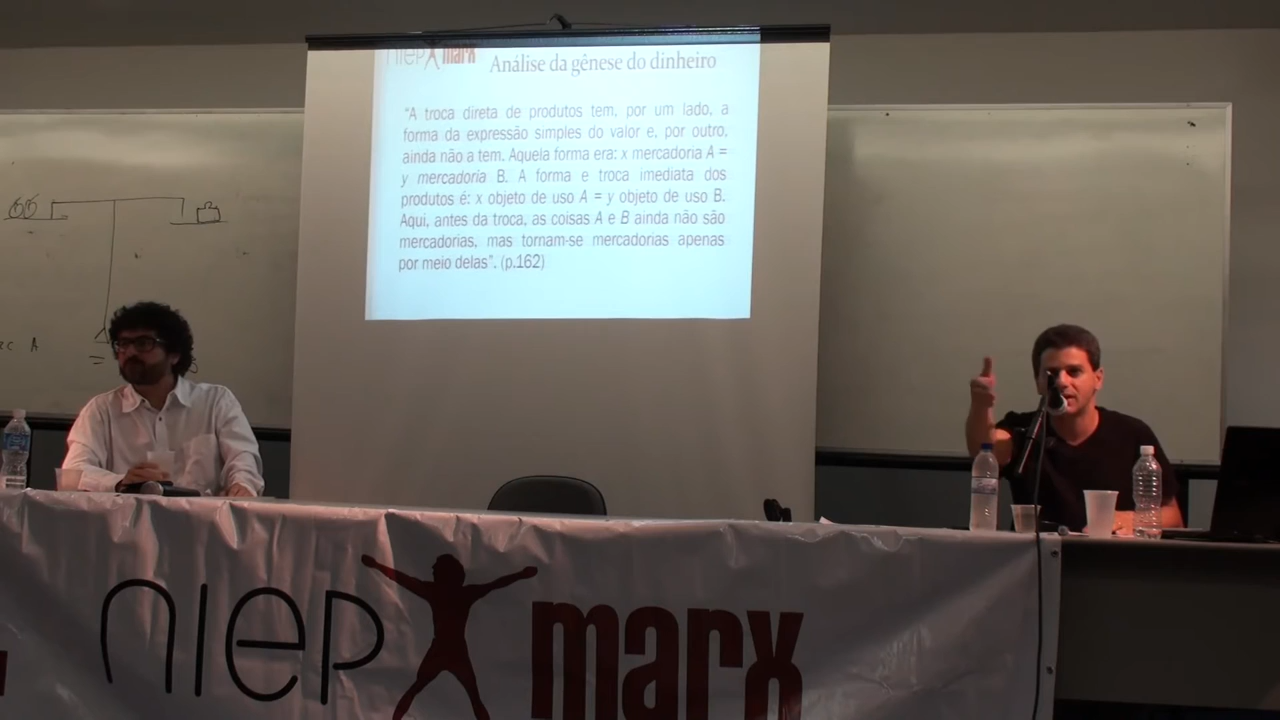 niep marx
Análise da gênese do dinheiro
“A troca direta de produtos tem, por um lado, a
forma da expressão simples do valor e, por outro,
ainda não a tem. Aquela forma era: x mercadoria A =
y mercadoria B. A forma e troca imediata dos
produtos é: x objeto de uso A = y objeto de uso B.
Aqui, antes da troca, as coisas A e B ainda não são
mercadorias, mas tornam-se mercadorias apenas
por meio delas”. (p.162)
A
niep marx